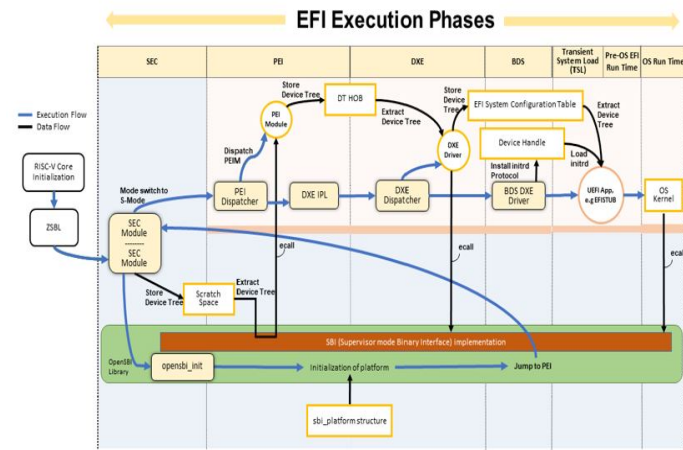 EFI Execution Phases
SEC
PEI
DXE
BDS
Transient
System Load
(TSL)
Pre-OS EFI
Run Time
OS Run Time
Execution Flow
Data Flow
RISC-V Core
Initialization
ZSBL
Mode switch to
S-Mode
SEC
Module
--------
SEC
Module
Store
Device Tree
Scratch
Space
Extract
Device Tree
Dispatch
PEIM
PEI
Dispatcher
PEI
Module
Store
Device Tree
DT HOB
Extract
Device Tree
DXE IPL
DXE
Dispatcher
DXE
Driver
Store
Device
Tree
EFI System Configuration Table
Extract
Device
Tree
Device Handle
Install initrd
Protocol
Load
initrd
BDS DXE
Driver
UEFI App,
e.g EFISTUB
OS
Kernel
ecall
ecall
ecal
SBI (Supervisor mode Binary Interface) implementation
OpenSBI
Library
opensbi_init
Initialization of platform
Jump to PEI
sbi_platform structure